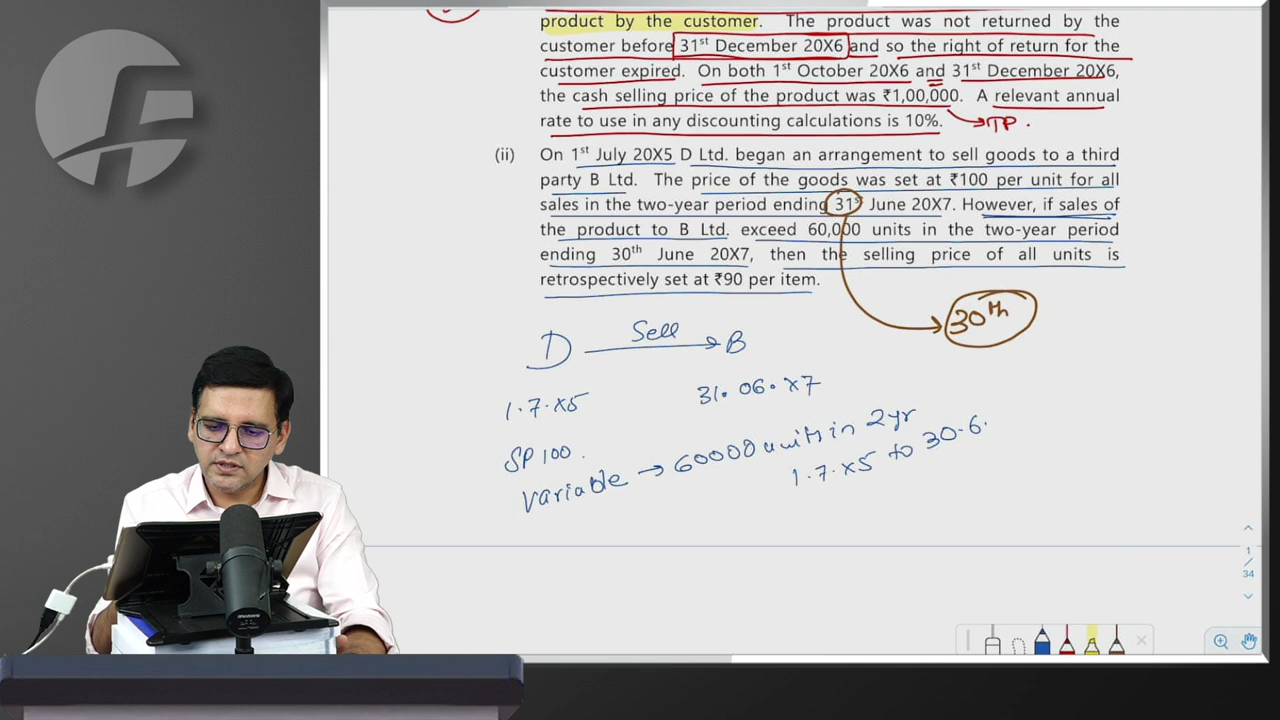 product by the customer. The product was not returned by the
customer before 31st December 20X6 and so the right of return for the
customer expired. On both 1st October 20X6 and 31st December 20X6,
the cash selling price of the product was ₹1,00,000. A relevant annual
rate to use in any discounting calculations is 10%. TP.
(ii) On 1st July 20X5 D Ltd. began an arrangement to sell goods to a third
party B Ltd. The price of the goods was set at ₹100 per unit for all
sales in the two-year period ending 31st June 20X7. However, if sales of
the product to B Ltd. exceed 60,000 units in the two-year period
ending 30th June 20X7, then the selling price of all units is
retrospectively set at ₹90 per item.
30th
D Sell B
1.7.X5 31.06.X7
SP 100.
Variable → 60000 units in 2yr
1.7.X5 to 30.6.
1
/
34